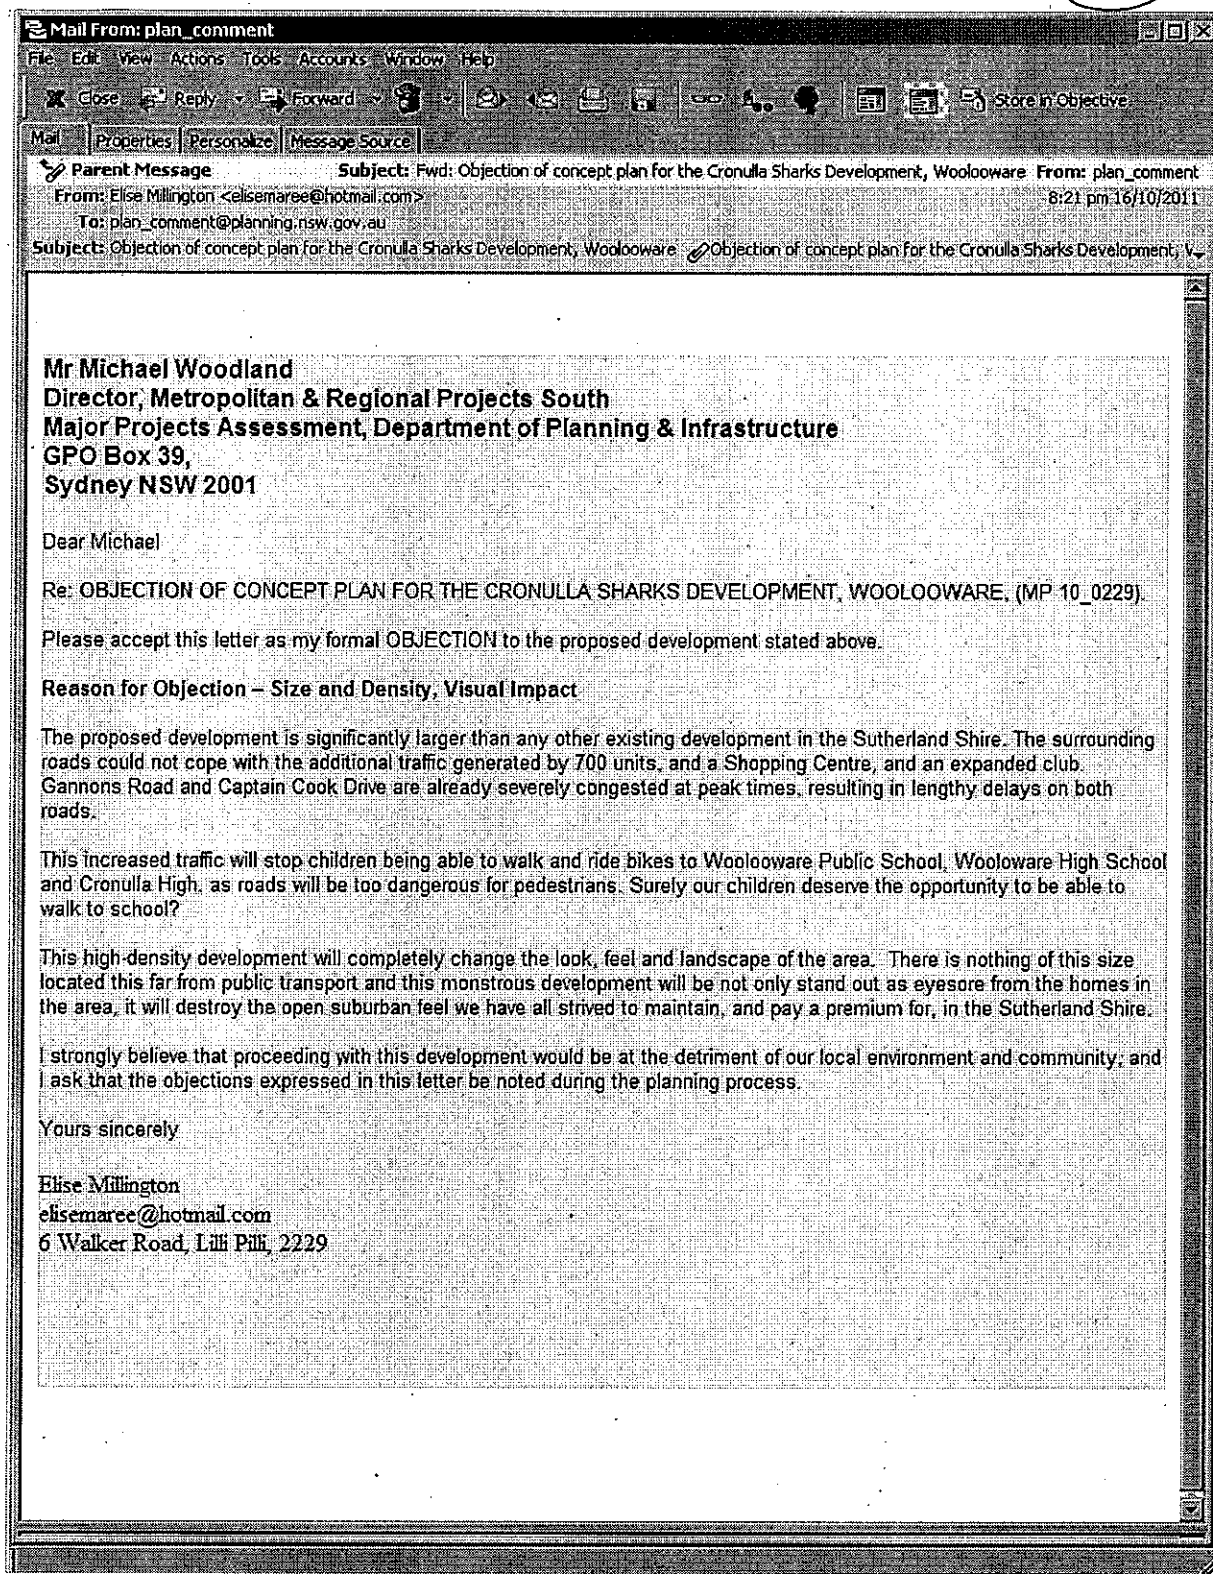 Mail From: plan_comment
File Edit View Actions Tools Accounts Window Help
Close Reply Forward Store in Objective
Mail Properties Personalize Message Source
Parent Message Subject: Fwd: Objection of concept plan for the Cronulla Sharks Development, Woolooware From: plan_comment
From: Elise Millington <elisemaree@hotmail.com> 8:21 pm 16/10/2011
To: plan_comment@planning.nsw.gov.au
Subject: Objection of concept plan for the Cronulla Sharks Development, Woolooware Objection of concept plan for the Cronulla Sharks Development, V
Mr Michael Woodland
Director, Metropolitan & Regional Projects South
Major Projects Assessment, Department of Planning & Infrastructure
GPO Box 39,
Sydney NSW 2001
Dear Michael
Re: OBJECTION OF CONCEPT PLAN FOR THE CRONULLA SHARKS DEVELOPMENT, WOOLOOWARE, (MP 10_0229).
Please accept this letter as my formal OBJECTION to the proposed development stated above.
Reason for Objection – Size and Density, Visual Impact
The proposed development is significantly larger than any other existing development in the Sutherland Shire. The surrounding
roads could not cope with the additional traffic generated by 700 units, and a Shopping Centre, and an expanded club.
Gannons Road and Captain Cook Drive are already severely congested at peak times, resulting in lengthy delays on both
roads.
This increased traffic will stop children being able to walk and ride bikes to Woolooware Public School, Wooloware High School
and Cronulla High, as roads will be too dangerous for pedestrians. Surely our children deserve the opportunity to be able to
walk to school?
This high-density development will completely change the look, feel and landscape of the area. There is nothing of this size
located this far from public transport and this monstrous development will be not only stand out as eyesore from the homes in
the area, it will destroy the open suburban feel we have all strived to maintain, and pay a premium for, in the Sutherland Shire.
I strongly believe that proceeding with this development would be at the detriment of our local environment and community, and
I ask that the objections expressed in this letter be noted during the planning process.
Yours sincerely
Elise Millington
elisemaree@hotmail.com
6 Walker Road, Lilli Pilli, 2229